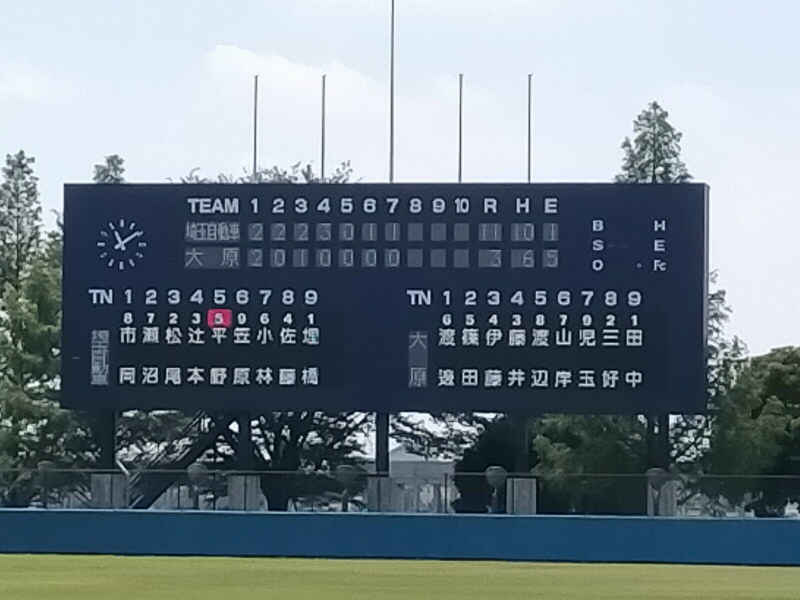 TEAM 1 2 3 4 5 6 7 8 9 10 R H E
埼玉自動車 2 2 2 3 0 1 1 11 10 1
大原 2 0 1 0 0 0 0 3 6 5
B H
S E
O Fc
TN 1 2 3 4 5 6 7 8 9
8 7 2 3 5 9 6 4 1
市 瀬 松 辻 平 笠 小 佐 埋
岡 沼 尾 本 野 原 林 藤 橋
TN 1 2 3 4 5 6 7 8 9
6 5 4 3 8 7 9 2 1
大原
渡 篠 伊 藤 渡 山 児 三 田
邉 田 藤 井 辺 岸 玉 好 中